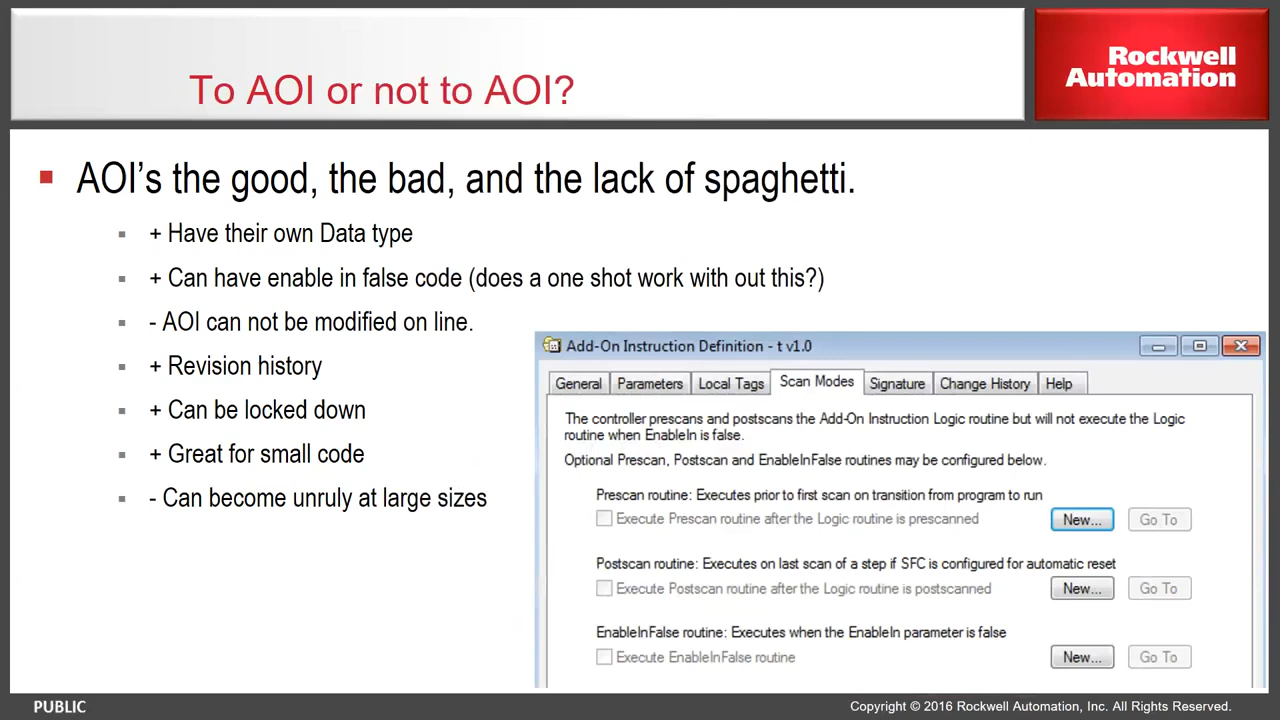 To AOI or not to AOI?
Rockwell
Automation
AOI's the good, the bad, and the lack of spaghetti.
+ Have their own Data type
+ Can have enable in false code (does a one shot work with out this?)
- AOI can not be modified on line.
+ Revision history
+ Can be locked down
+ Great for small code
- Can become unruly at large sizes
Add-On Instruction Definition - t v1.0
General Parameters Local Tags Scan Modes Signature Change History Help
The controller prescans and postscans the Add-On Instruction Logic routine but will not execute the Logic
routine when EnableIn is false.
Optional Prescan, Postscan and EnableInFalse routines may be configured below.
Prescan routine: Executes prior to first scan on transition from program to run
Execute Prescan routine after the Logic routine is prescanned New... Go To
Postscan routine: Executes on last scan of a step if SFC is configured for automatic reset
Execute Postscan routine after the Logic routine is postscanned New... Go To
EnableInFalse routine: Executes when the EnableIn parameter is false
Execute EnableInFalse routine New... Go To
PUBLIC
Copyright © 2016 Rockwell Automation, Inc. All Rights Reserved.